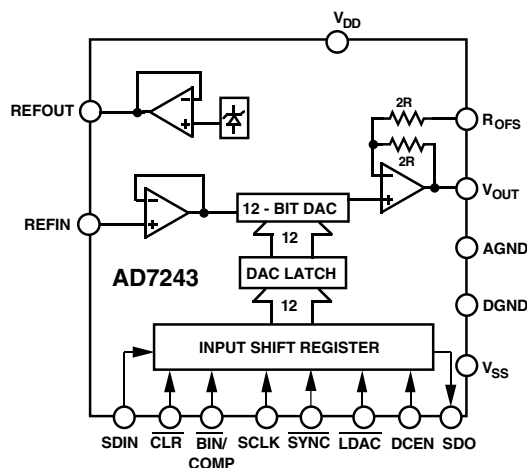 VDD
REFOUT
2R
ROFS
2R
VOUT
REFIN
12 - BIT DAC
12
AGND
AD7243
DAC LATCH
12
DGND
INPUT SHIFT REGISTER
VSS
SDIN
CLR
BIN/
COMP
SCLK
SYNC
LDAC
DCEN
SDO